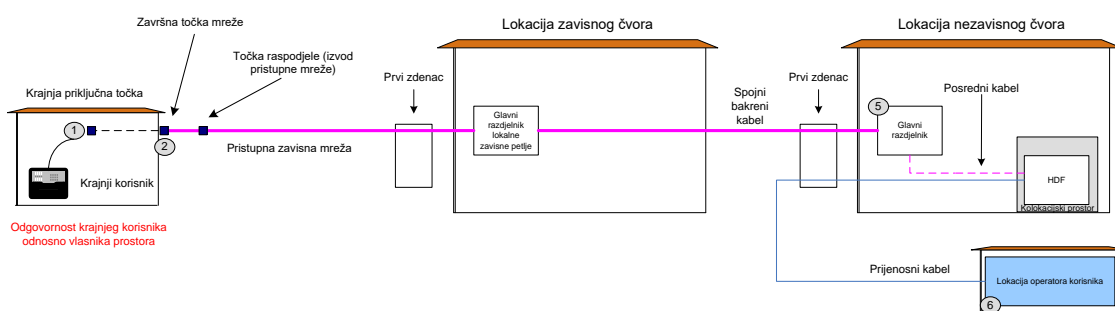 Završna točka mreže
Lokacija zavisnog čvora
Lokacija nezavisnog čvora
Točka raspodjele (izvod
pristupne mreže)
Prvi zdenac
Prvi zdenac
Krajnja priključna točka
Spojni
bakreni
kabel
Posredni kabel
1
2
5
Glavni
razdjelnik
lokalne
zavisne petlje
Glavni
razdjelnik
Pristupna zavisna mreža
Krajnji korisnik
HDF
Kolokacijski prostor
Odgovornost krajnjeg korisnika
odnosno vlasnika prostora
Prijenosni kabel
Lokacija operatora korisnika
6